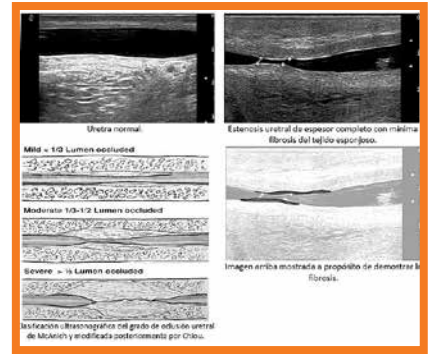 Uretra normal.
Estenosis uretral de espesor completo con mínima
fibrosis del tejido esponjoso.
Mild < 1/3 Lumen occluded
Moderate 1/3-1/2 Lumen occluded
Severe > ½ Lumen occluded
lasificación ultrasonográfica del grado de oclusión uretral
de McAnich y modificada posteriormente por Chiou.
Imagen arriba mostrada a propósito de demostrar la
fibrosis.